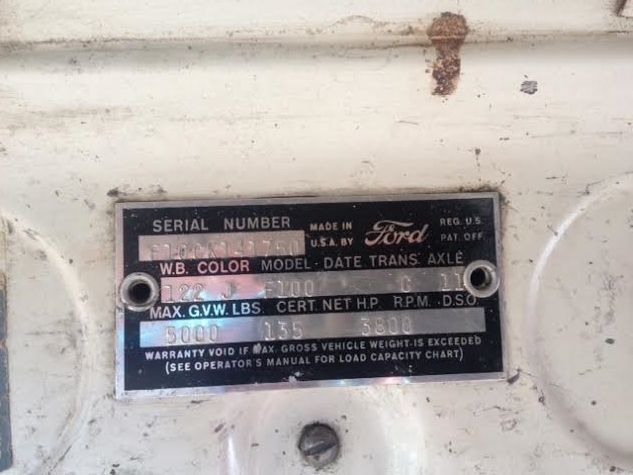 SERIAL NUMBER MADE IN U.S.A. BY Ford REG. U.S. PAT. OFF.
W.B. COLOR MODEL-DATE TRANS AXLE
122 J F100 C 11
MAX. G.V.W. LBS. CERT. NET H.P. R.P.M. D.S.O
5000 135 3800
WARRANTY VOID IF MAX. GROSS VEHICLE WEIGHT IS EXCEEDED
(SEE OPERATOR'S MANUAL FOR LOAD CAPACITY CHART)